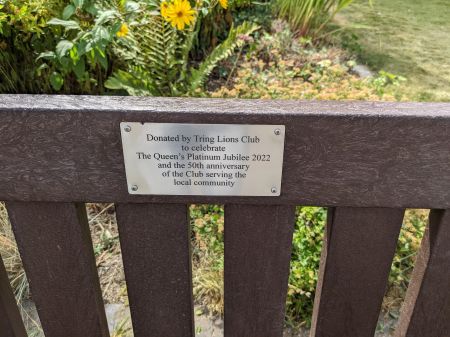 Donated by Tring Lions Club
to celebrate
The Queen's Platinum Jubilee 2022
and the 50th anniversary
of the Club serving the
local community